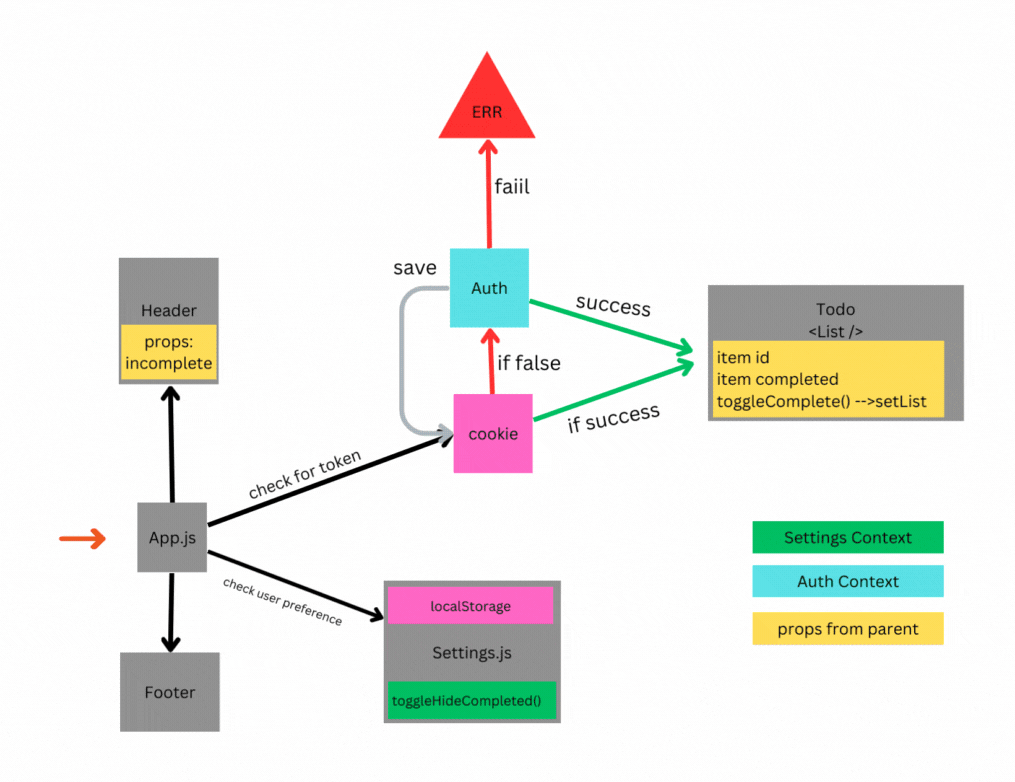 ERR
faiil
save
Auth
success
if false
if success
cookie
check for token
Header
props:
incomplete
App.js
check user preference
Footer
localStorage
Settings.js
toggleHideCompleted()
Todo
<List />
item id
item completed
toggleComplete() -->setList
Settings Context
Auth Context
props from parent